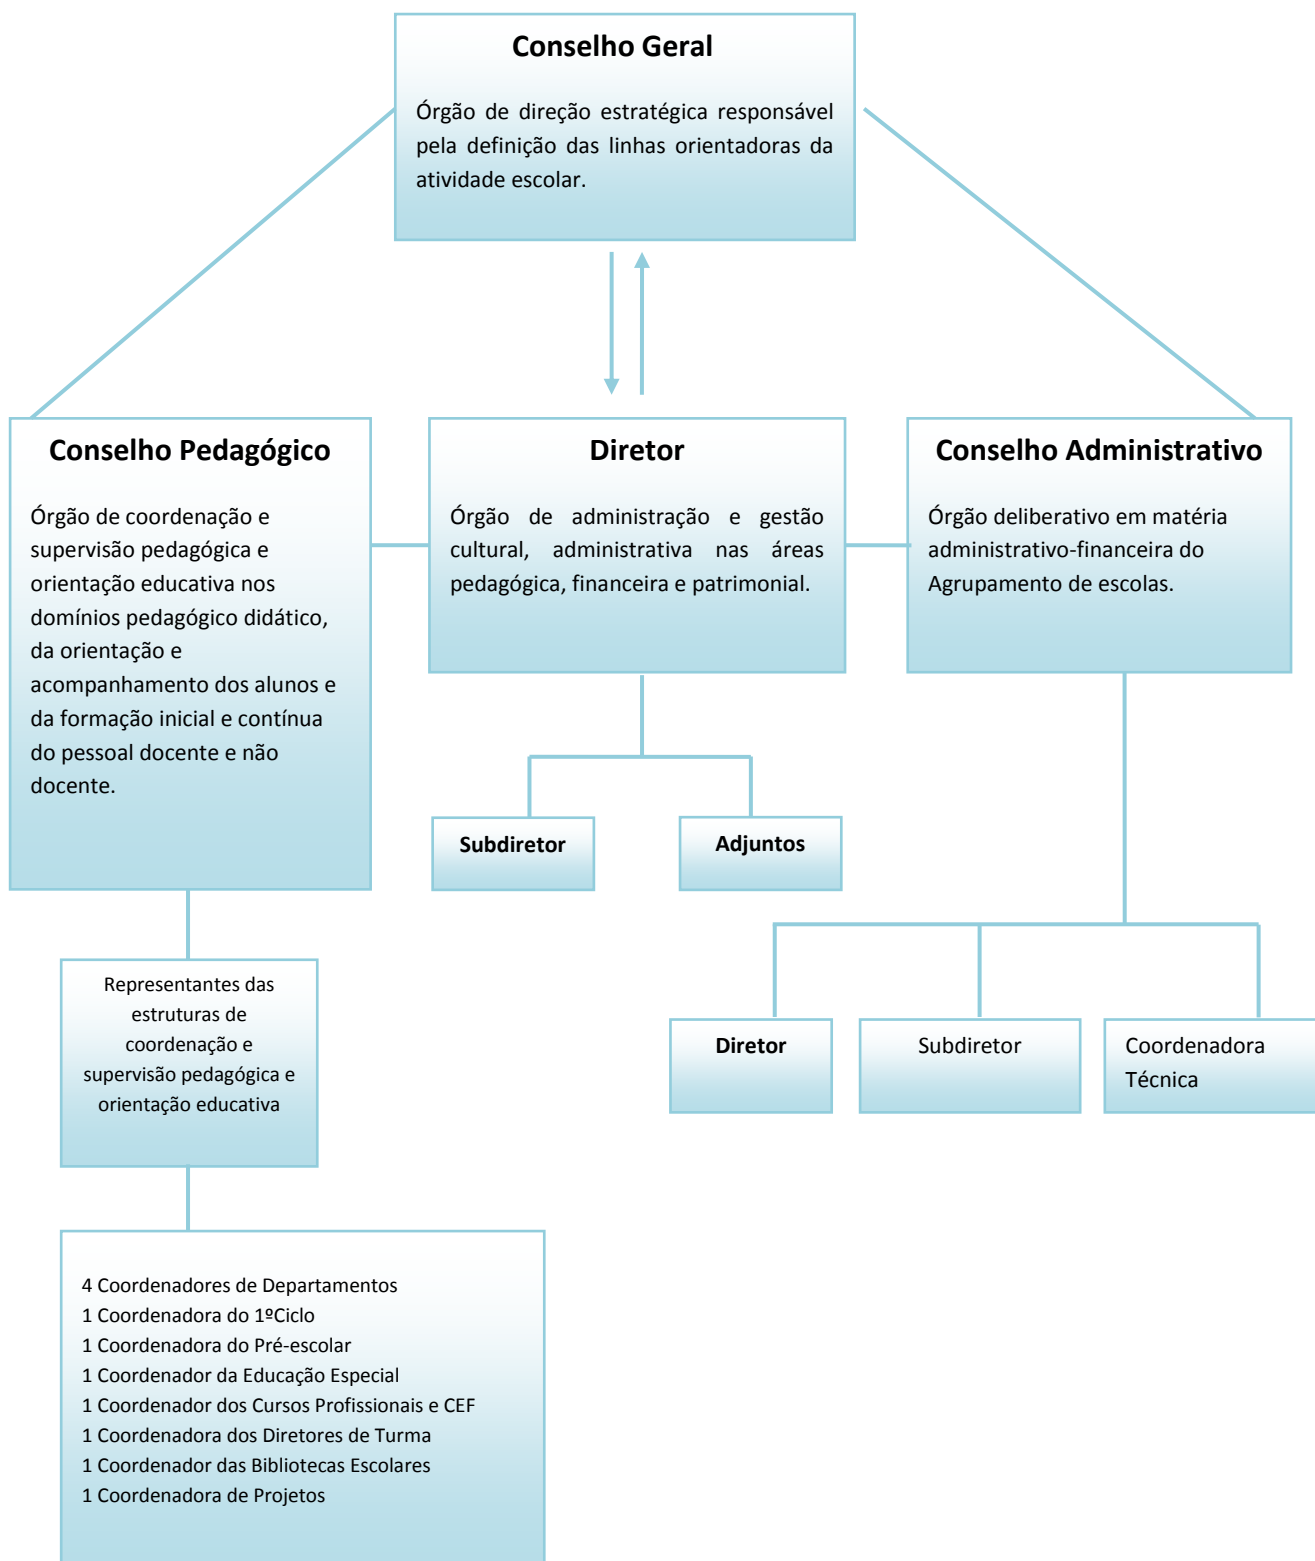 Conselho Geral
Órgão de direção estratégica responsável
pela definição das linhas orientadoras da
atividade escolar.
Conselho Pedagógico
Órgão de coordenação e
supervisão pedagógica e
orientação educativa nos
domínios pedagógico didático,
da orientação e
acompanhamento dos alunos e
da formação inicial e contínua
do pessoal docente e não
docente.
Diretor
Órgão de administração e gestão
cultural, administrativa nas áreas
pedagógica, financeira e patrimonial.
Conselho Administrativo
Órgão deliberativo em matéria
administrativo-financeira do
Agrupamento de escolas.
Subdiretor
Adjuntos
Representantes das
estruturas de
coordenação e
supervisão pedagógica e
orientação educativa
Diretor
Subdiretor
Coordenadora
Técnica
4 Coordenadores de Departamentos
1 Coordenadora do 1ºCiclo
1 Coordenadora do Pré-escolar
1 Coordenador da Educação Especial
1 Coordenador dos Cursos Profissionais e CEF
1 Coordenadora dos Diretores de Turma
1 Coordenador das Bibliotecas Escolares
1 Coordenadora de Projetos